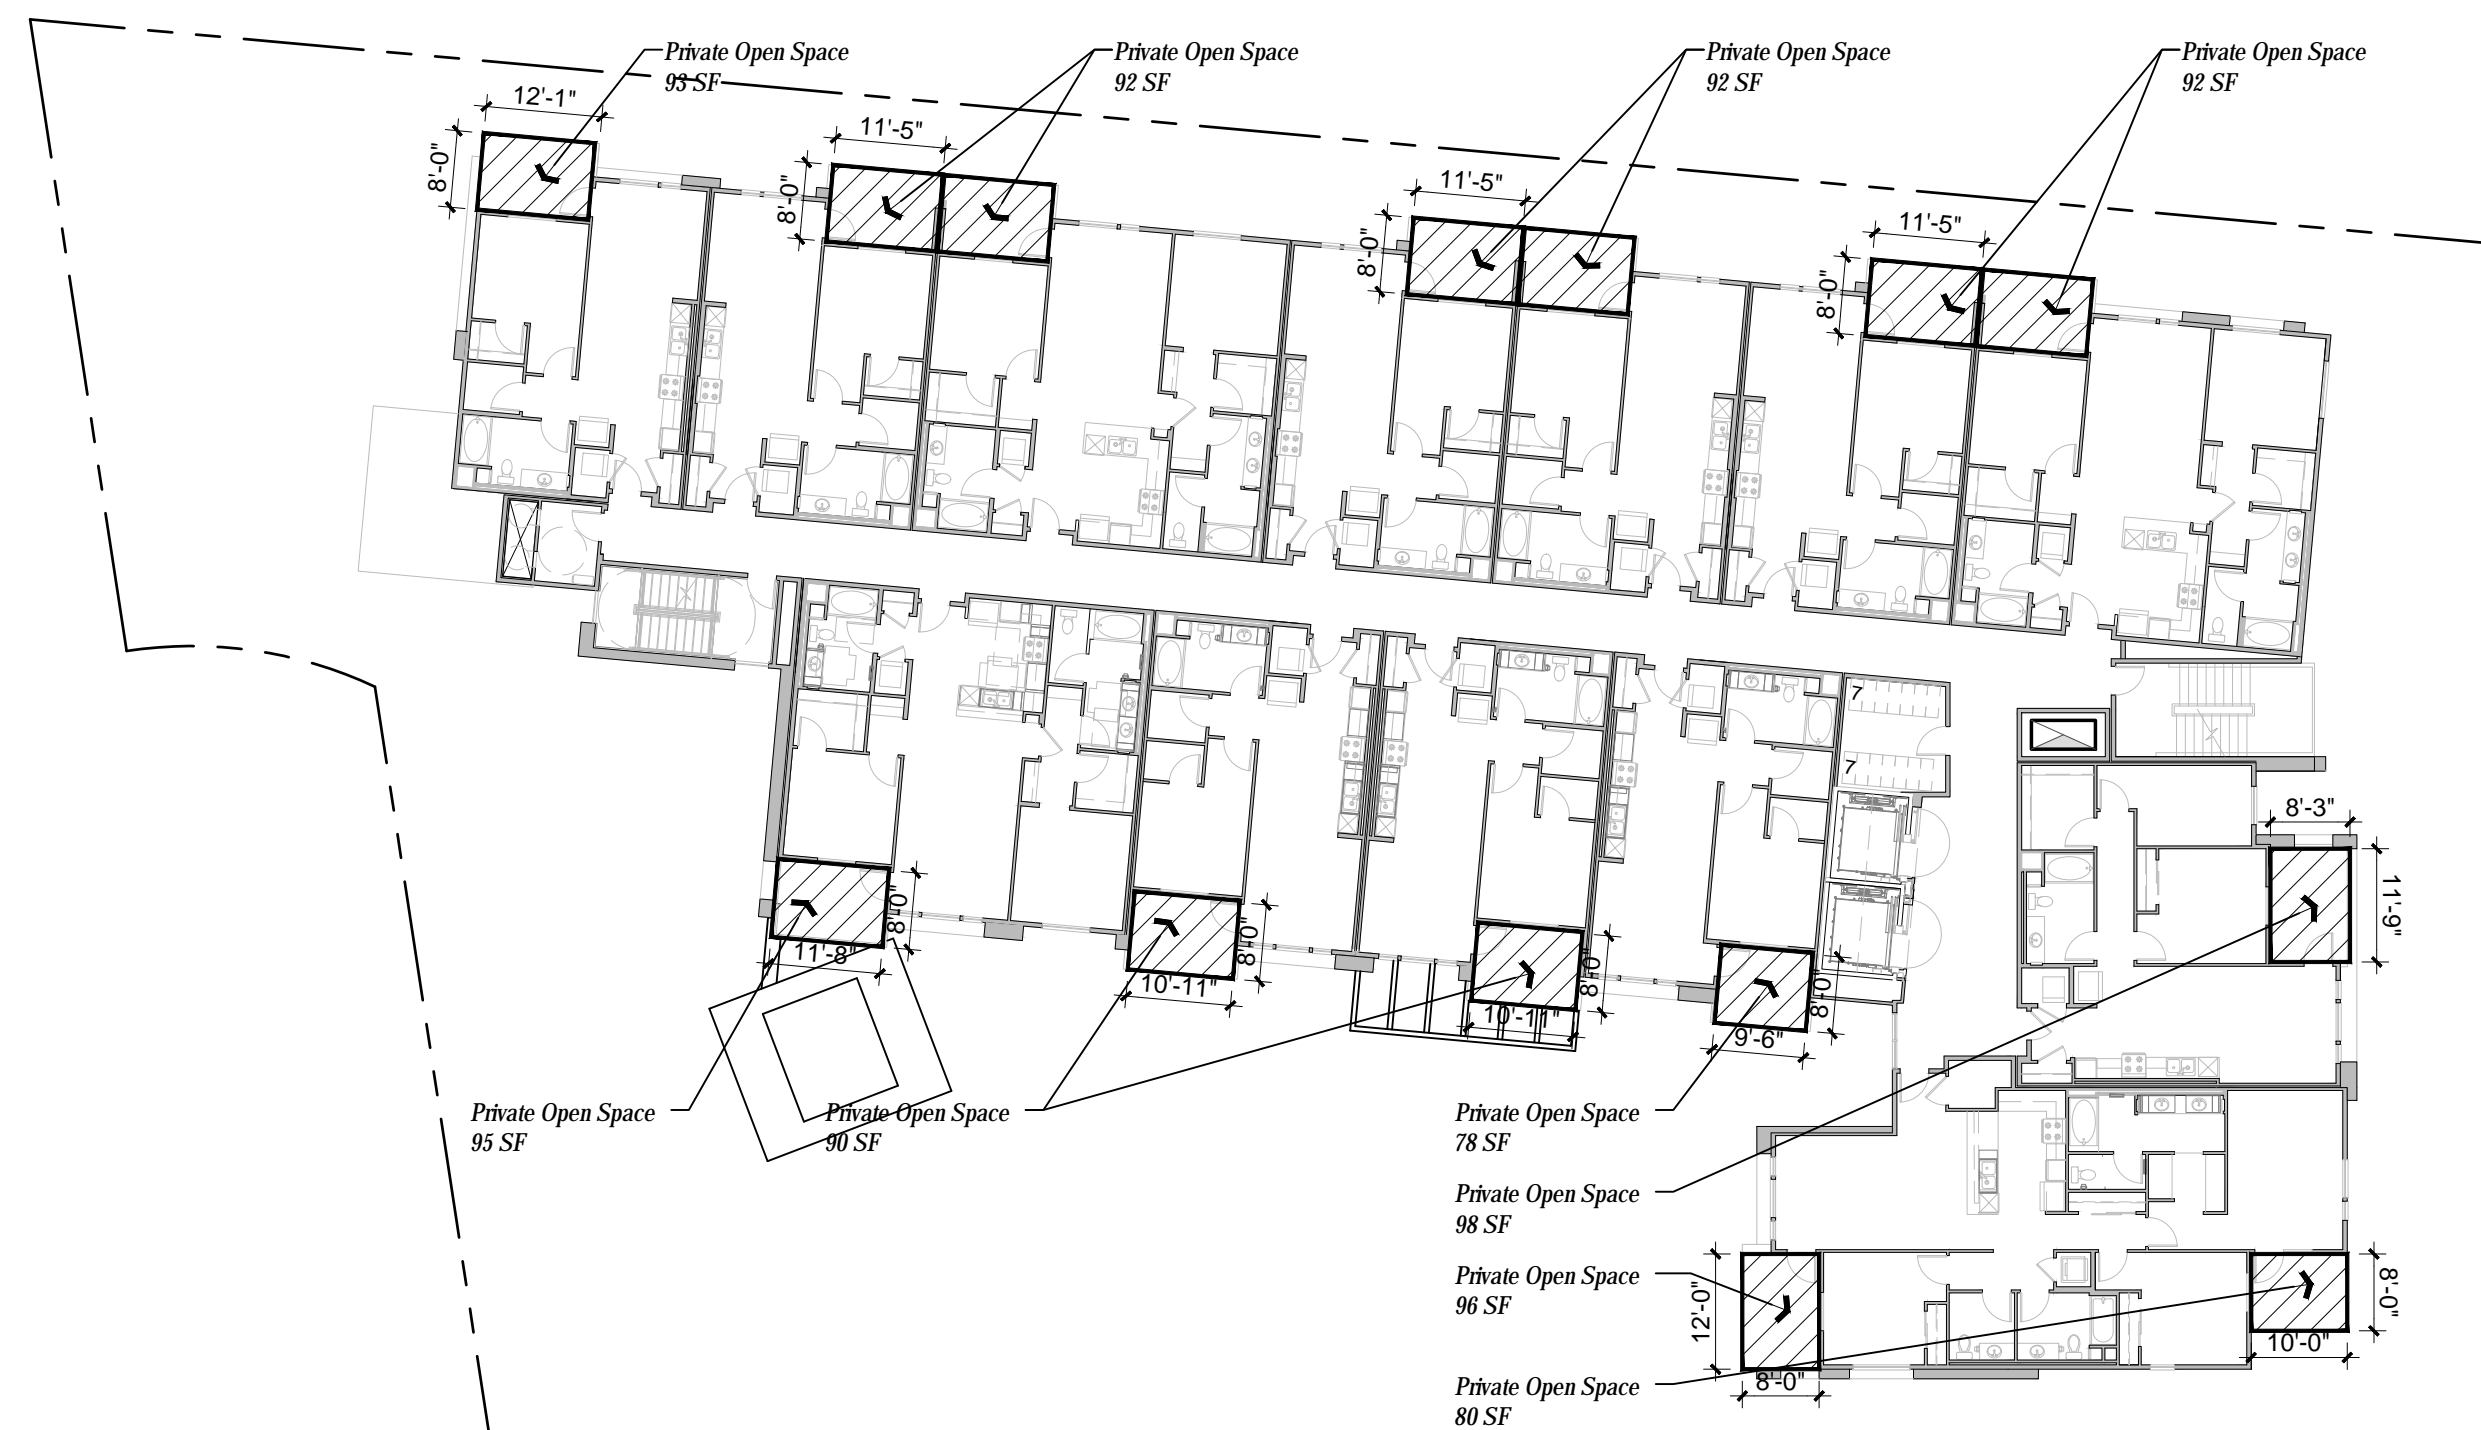 Private Open Space
93 SF
Private Open Space
92 SF
Private Open Space
92 SF
Private Open Space
92 SF
12'-1"
8'-0"
11'-5"
8'-0"
11'-5"
8'-0"
11'-5"
8'-0"
7
7
8'-3"
11'-9"
8'-0"
11'-8"
8'-0"
10'-11"
8'-0"
10'-11"
8'-0"
9'-6"
Private Open Space
95 SF
Private Open Space
90 SF
Private Open Space
78 SF
Private Open Space
98 SF
Private Open Space
96 SF
Private Open Space
80 SF
12'-0"
8'-0"
8'-0"
10'-0"